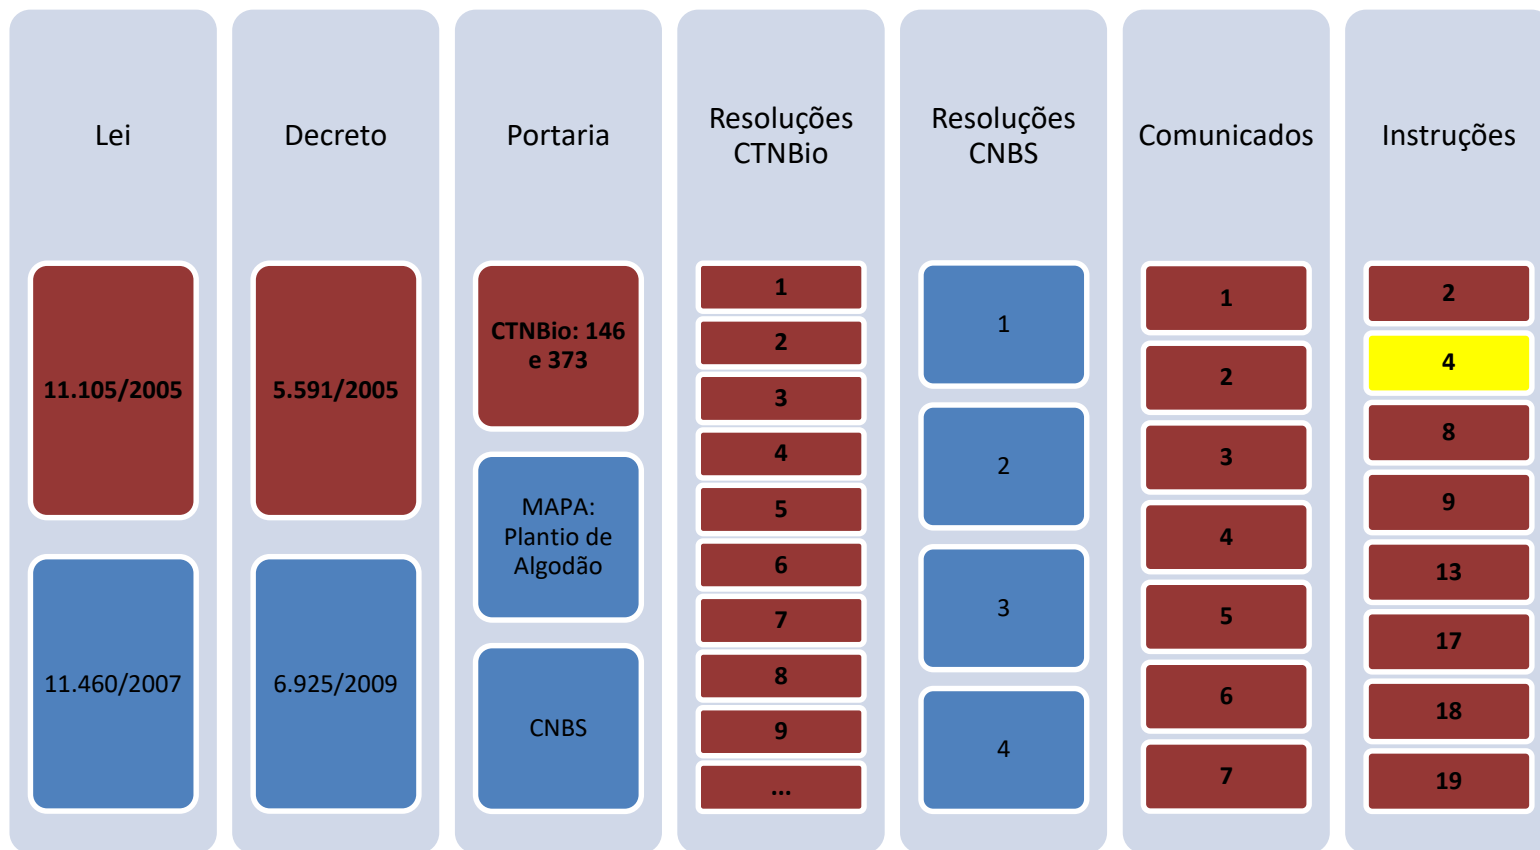 Lei
11.105/2005
11.460/2007
Decreto
5.591/2005
6.925/2009
Portaria
CTNBio: 146
e 373
MAPA:
Plantio de
Algodão
CNBS
Resoluções
CTNBio
1
2
3
4
5
6
7
8
9
...
Resoluções
CNBS
1
2
3
4
Comunicados
1
2
3
4
5
6
7
Instruções
2
4
8
9
13
17
18
19